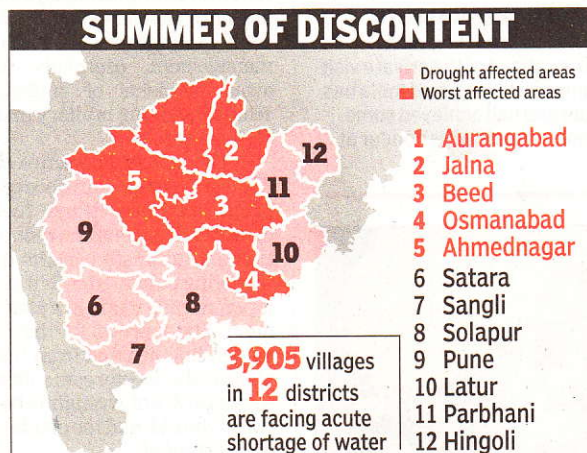 SUMMER OF DISCONTENT
Drought affected areas
Worst affected areas
1 Aurangabad
2 Jalna
3 Beed
4 Osmanabad
5 Ahmednagar
6 Satara
7 Sangli
8 Solapur
9 Pune
10 Latur
11 Parbhani
12 Hingoli
1
2
12
5
11
3
9
10
4
6
8
7
3,905 villages
in 12 districts
are facing acute
shortage of water